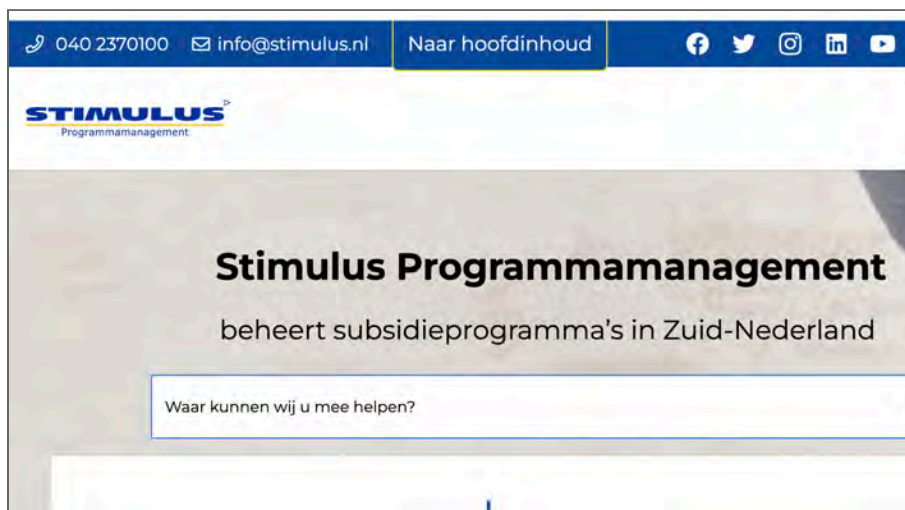 040 2370100 info@stimulus.nl Naar hoofdinhoud
STIMULUS
Programmamanagement
Stimulus Programmamanagement
beheert subsidieprogramma's in Zuid-Nederland
Waar kunnen wij u mee helpen?